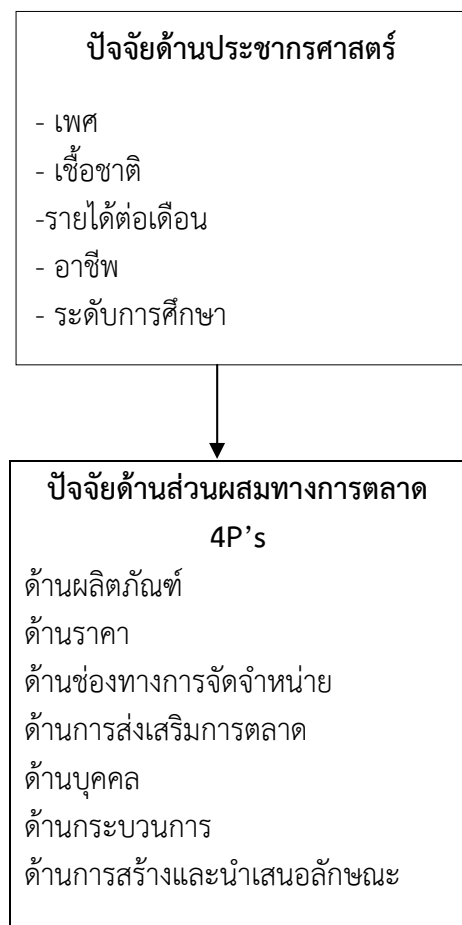 ปัจจัยด้านประชากรศาสตร์
- เพศ
- เชื้อชาติ
-รายได้ต่อเดือน
- อาชีพ
- ระดับการศึกษา
ปัจจัยด้านส่วนผสมทางการตลาด
4P’s
ด้านผลิตภัณฑ์
ด้านราคา
ด้านช่องทางการจัดจำหน่าย
ด้านการส่งเสริมการตลาด
ด้านบุคคล
ด้านกระบวนการ
ด้านการสร้างและนำเสนอลักษณะ